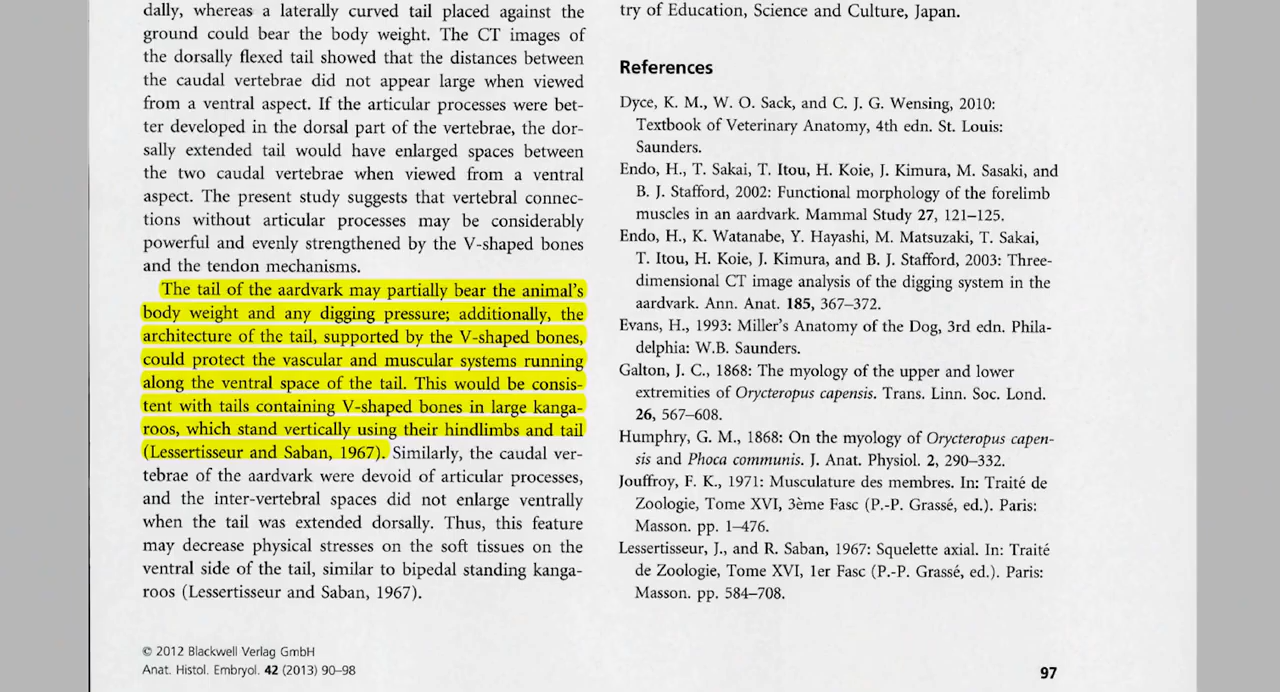 dally, whereas a laterally curved tail placed against the
ground could bear the body weight. The CT images of
the dorsally flexed tail showed that the distances between
the caudal vertebrae did not appear large when viewed
from a ventral aspect. If the articular processes were bet-
ter developed in the dorsal part of the vertebrae, the dor-
sally extended tail would have enlarged spaces between
the two caudal vertebrae when viewed from a ventral
aspect. The present study suggests that vertebral connec-
tions without articular processes may be considerably
powerful and evenly strengthened by the V-shaped bones
and the tendon mechanisms.
The tail of the aardvark may partially bear the animal's
body weight and any digging pressure; additionally, the
architecture of the tail, supported by the V-shaped bones,
could protect the vascular and muscular systems running
along the ventral space of the tail. This would be consis-
tent with tails containing V-shaped bones in large kanga-
roos, which stand vertically using their hindlimbs and tail
(Lessertisseur and Saban, 1967). Similarly, the caudal ver-
tebrae of the aardvark were devoid of articular processes,
and the inter-vertebral spaces did not enlarge ventrally
when the tail was extended dorsally. Thus, this feature
may decrease physical stresses on the soft tissues on the
ventral side of the tail, similar to bipedal standing kanga-
roos (Lessertisseur and Saban, 1967).
try of Education, Science and Culture, Japan.
References
Dyce, K. M., W. O. Sack, and C. J. G. Wensing, 2010:
Textbook of Veterinary Anatomy, 4th edn. St. Louis:
Saunders.
Endo, H., T. Sakai, T. Itou, H. Koie, J. Kimura, M. Sasaki, and
B. J. Stafford, 2002: Functional morphology of the forelimb
muscles in an aardvark. Mammal Study 27, 121–125.
Endo, H., K. Watanabe, Y. Hayashi, M. Matsuzaki, T. Sakai,
T. Itou, H. Koie, J. Kimura, and B. J. Stafford, 2003: Three-
dimensional CT image analysis of the digging system in the
aardvark. Ann. Anat. 185, 367–372.
Evans, H., 1993: Miller's Anatomy of the Dog, 3rd edn. Phila-
delphia: W.B. Saunders.
Galton, J. C., 1868: The myology of the upper and lower
extremities of Orycteropus capensis. Trans. Linn. Soc. Lond.
26, 567–608.
Humphry, G. M., 1868: On the myology of Orycteropus capen-
sis and Phoca communis. J. Anat. Physiol. 2, 290–332.
Jouffroy, F. K., 1971: Musculature des membres. In: Traité de
Zoologie, Tome XVI, 3ème Fasc (P.-P. Grassé, ed.). Paris:
Masson. pp. 1–476.
Lessertisseur, J., and R. Saban, 1967: Squelette axial. In: Traité
de Zoologie, Tome XVI, 1er Fasc (P.-P. Grassé, ed.). Paris:
Masson. pp. 584–708.
© 2012 Blackwell Verlag GmbH
Anat. Histol. Embryol. 42 (2013) 90–98
97